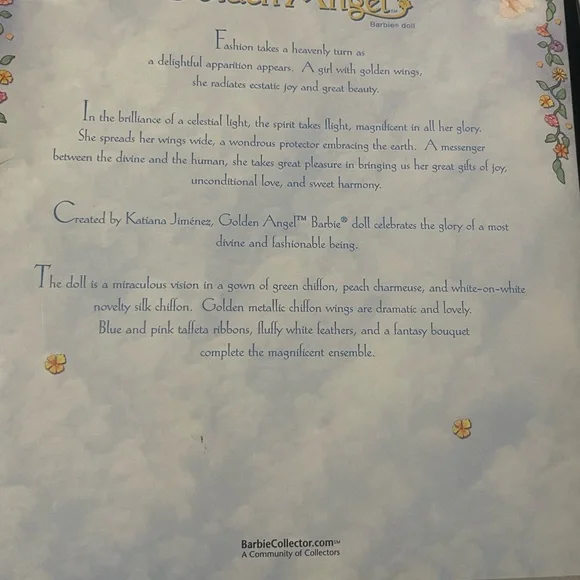 Golden Angel™
Barbie® doll
Fashion takes a heavenly turn as
a delightful apparition appears. A girl with golden wings,
she radiates ecstatic joy and great beauty.
In the brilliance of a celestial light, the spirit takes flight, magnificent in all her glory.
She spreads her wings wide, a wondrous protector embracing the earth. A messenger
between the divine and the human, she takes great pleasure in bringing us her great gifts of joy,
unconditional love, and sweet harmony.
Created by Katiana Jiménez, Golden Angel™ Barbie® doll celebrates the glory of a most
divine and fashionable being.
The doll is a miraculous vision in a gown of green chiffon, peach charmeuse, and white-on-white
novelty silk chiffon. Golden metallic chiffon wings are dramatic and lovely.
Blue and pink taffeta ribbons, fluffy white feathers, and a fantasy bouquet
complete the magnificent ensemble.
BarbieCollector.com℠
A Community of Collectors